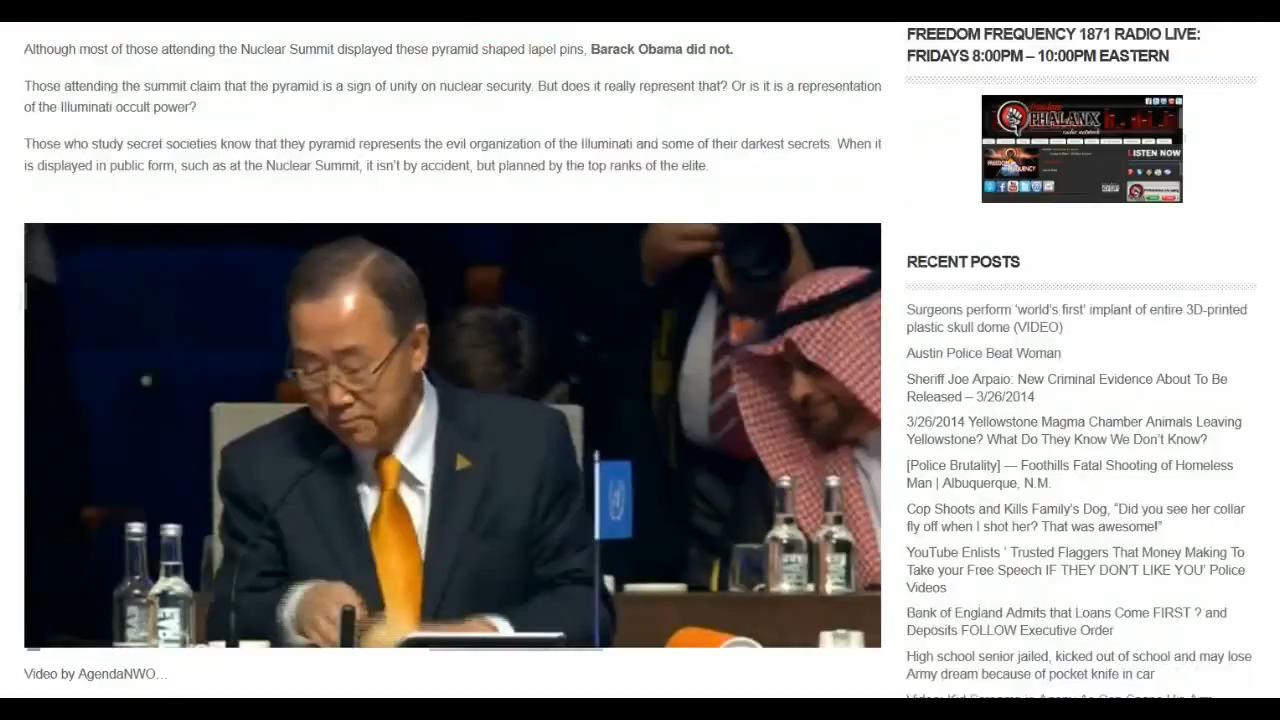 Although most of those attending the Nuclear Summit displayed these pyramid shaped lapel pins, Barack Obama did not.
Those attending the summit claim that the pyramid is a sign of unity on nuclear security. But does it really represent that? Or is it is a representation
of the Illuminati occult power?
Those who study secret societies know that they pyramid represents the evil organization of the Illuminati and some of their darkest secrets. When it
is displayed in public form, such as at the Nuclear Summit, it isn't by accident, but planned by the top ranks of the elite.
Video by AgendaNWO...
FREEDOM FREQUENCY 1871 RADIO LIVE:
FRIDAYS 8:00PM – 10:00PM EASTERN
PHALANX
radio network
LISTEN NOW
RECENT POSTS
Surgeons perform 'world's first' implant of entire 3D-printed
plastic skull dome (VIDEO)
Austin Police Beat Woman
Sheriff Joe Arpaio: New Criminal Evidence About To Be
Released – 3/26/2014
3/26/2014 Yellowstone Magma Chamber Animals Leaving
Yellowstone? What Do They Know We Don't Know?
[Police Brutality] — Foothills Fatal Shooting of Homeless
Man | Albuquerque, N.M.
Cop Shoots and Kills Family's Dog, "Did you see her collar
fly off when I shot her? That was awesome!"
YouTube Enlists ' Trusted Flaggers That Money Making To
Take your Free Speech IF THEY DON'T LIKE YOU' Police
Videos
Bank of England Admits that Loans Come FIRST ? and
Deposits FOLLOW Executive Order
High school senior jailed, kicked out of school and may lose
Army dream because of pocket knife in car